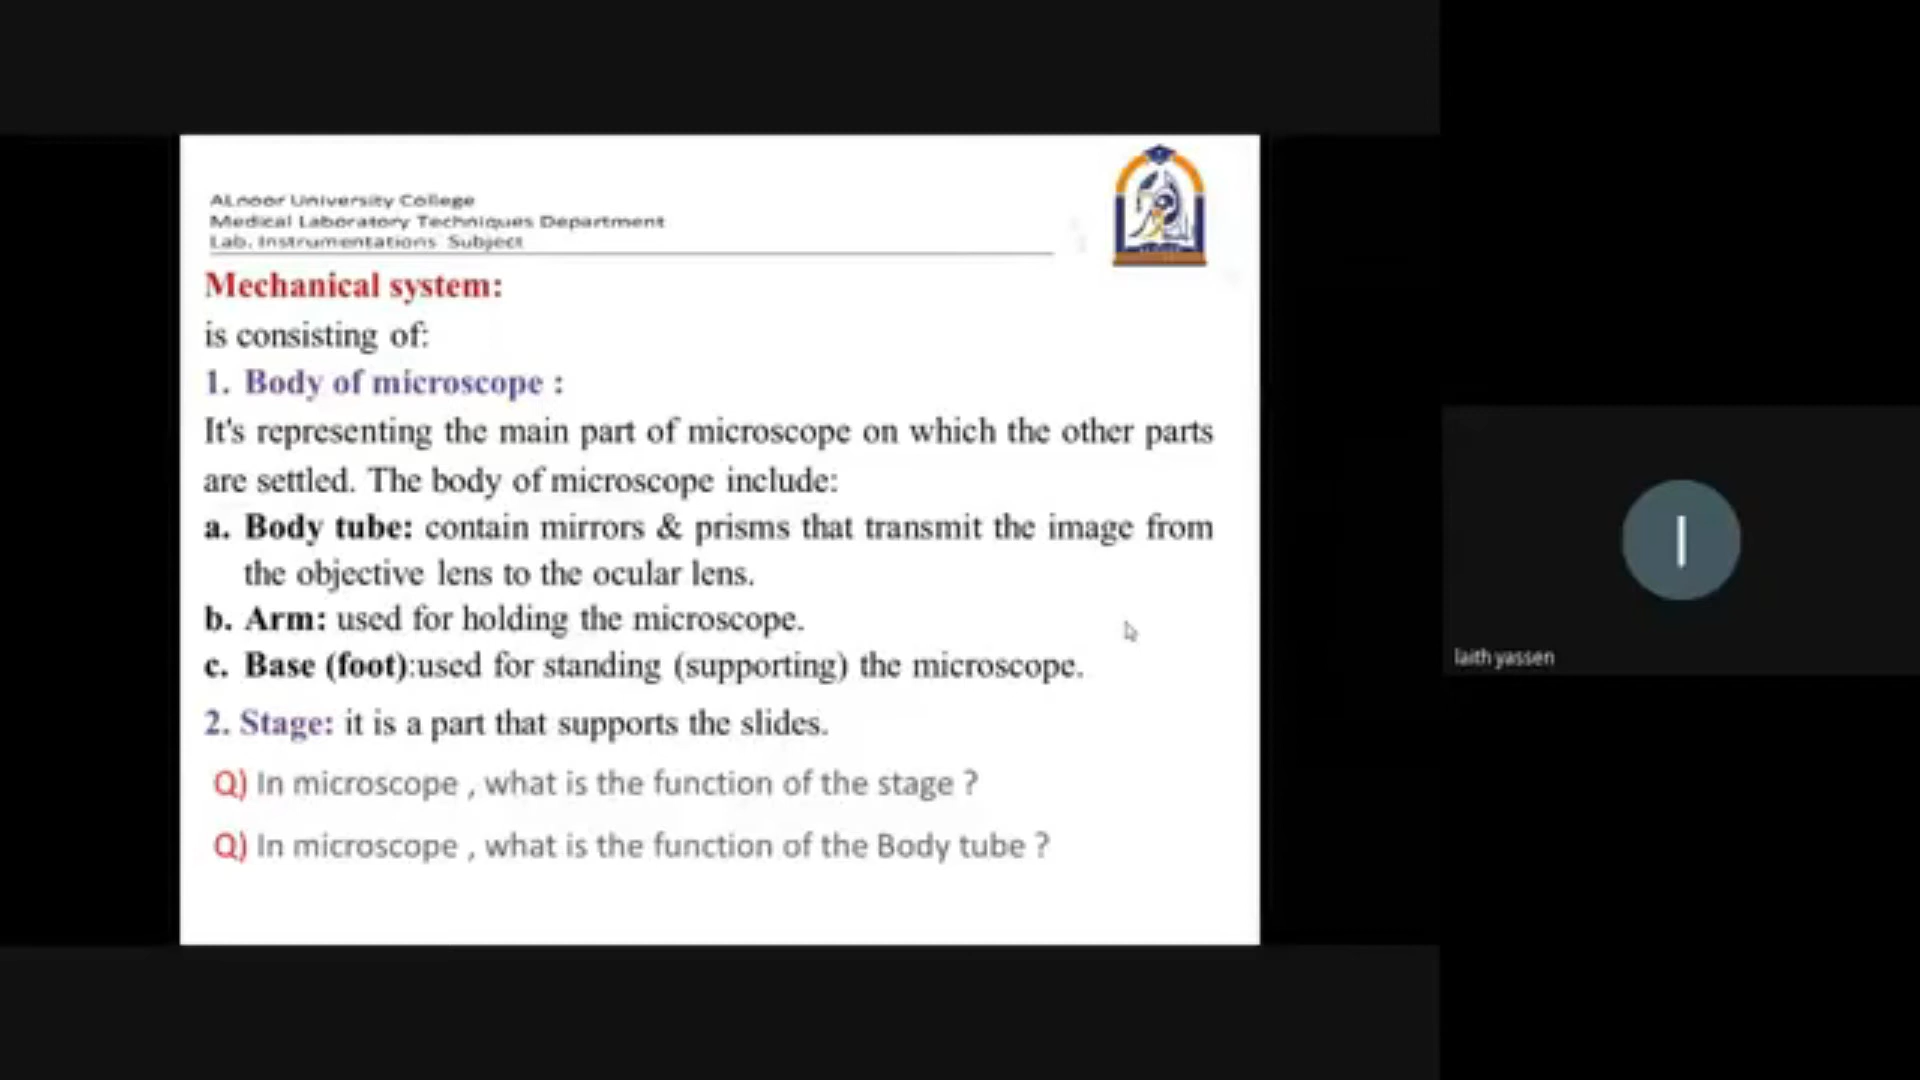 ALnoor University College
Medical Laboratory Techniques Department
Lab. Instrumentations Subject
Mechanical system:
is consisting of:
1. Body of microscope :
It's representing the main part of microscope on which the other parts
are settled. The body of microscope include:
a. Body tube: contain mirrors & prisms that transmit the image from
the objective lens to the ocular lens.
b. Arm: used for holding the microscope.
c. Base (foot):used for standing (supporting) the microscope.
2. Stage: it is a part that supports the slides.
Q) In microscope , what is the function of the stage ?
Q) In microscope , what is the function of the Body tube ?
l
laith yassen